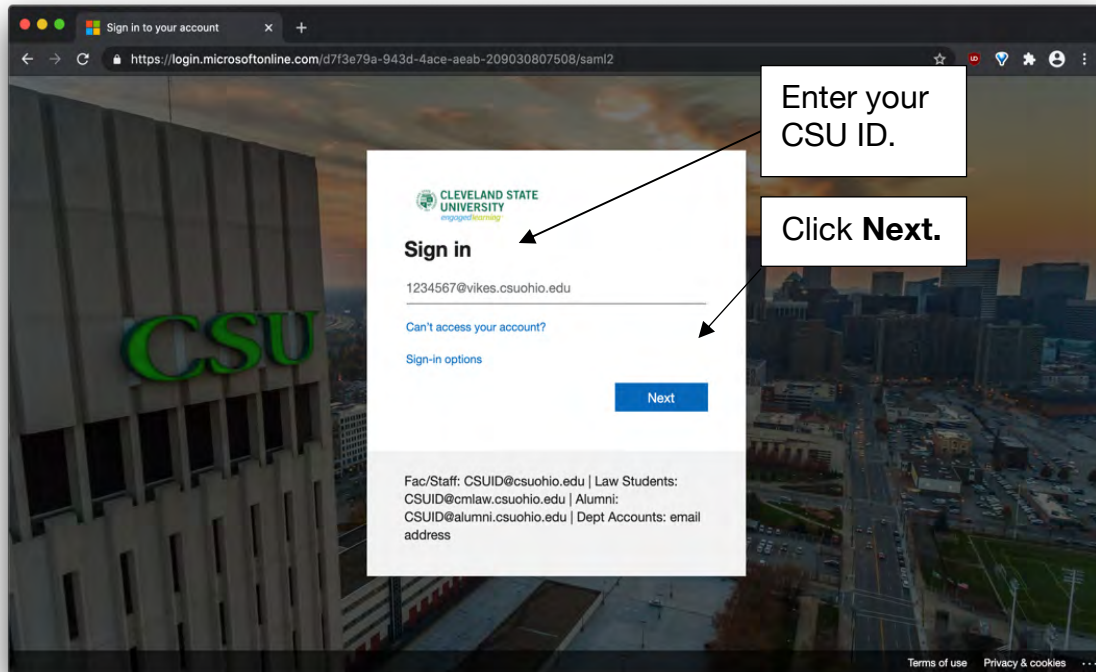 Sign in to your account
https://login.microsoftonline.com/d7f3e79a-943d-4ace-aeab-209030807508/saml2
Enter your
CSU ID.
CLEVELAND STATE
UNIVERSITY
engagedlearning
Sign in
Click Next.
1234567@vikes.csuohio.edu
Can't access your account?
Sign-in options
Next
CSU
Fac/Staff: CSUID@csuohio.edu | Law Students:
CSUID@cmlaw.csuohio.edu | Alumni:
CSUID@alumni.csuohio.edu | Dept Accounts: email
address
Terms of use Privacy & cookies ...